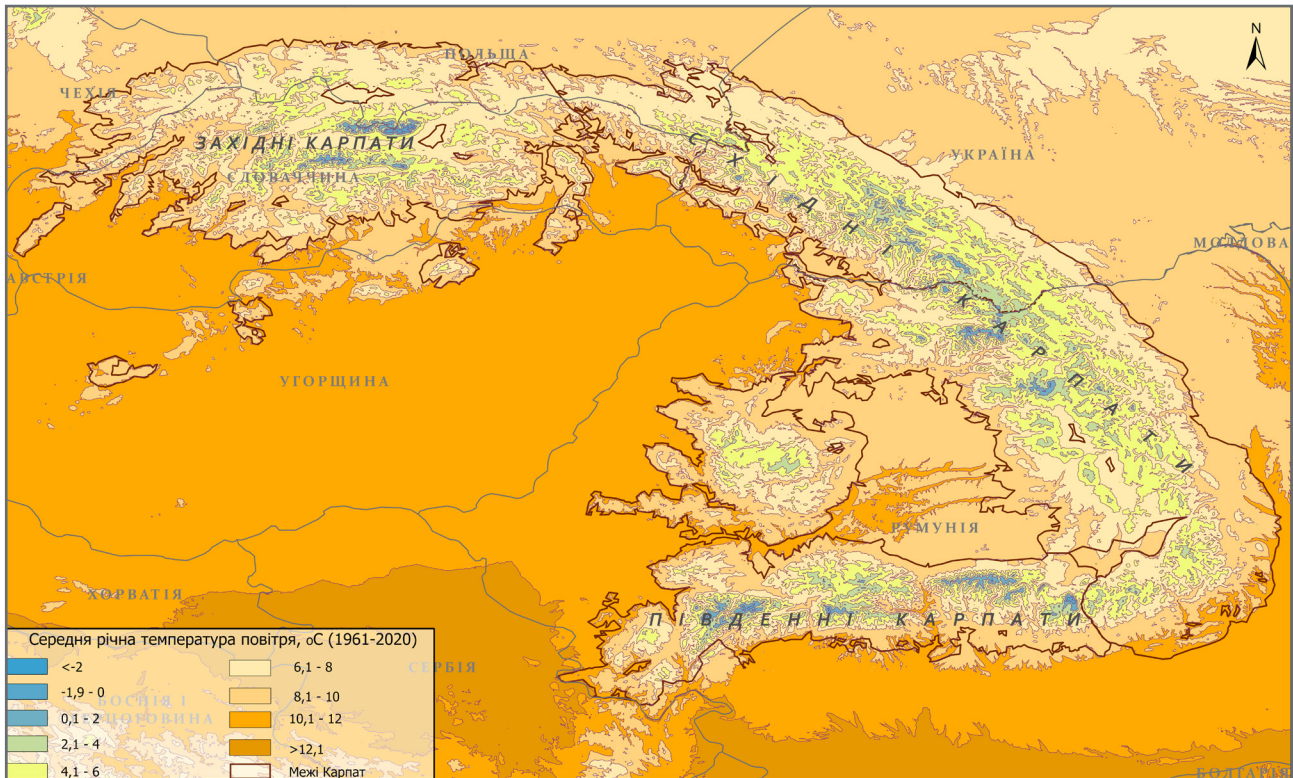 N
ПОЛЬЩА
ЧЕХІЯ
ЗАХІДНІ КАРПАТИ
СЛОВАЧЧИНА
УКРАЇНА
СХІДНІ КАРПАТИ
МОЛДОВА
АВСТРІЯ
УГОРЩИНА
РУМУНІЯ
ХОРВАТІЯ
ПІВДЕННІ КАРПАТИ
СЕРБІЯ
БОСНІЯ І
ГЕРЦОГОВИНА
БОЛГАРІЯ
Середня річна температура повітря, оС (1961-2020)
<-2
-1,9 - 0
0,1 - 2
2,1 - 4
4,1 - 6
6,1 - 8
8,1 - 10
10,1 - 12
>12,1
Межі Карпат